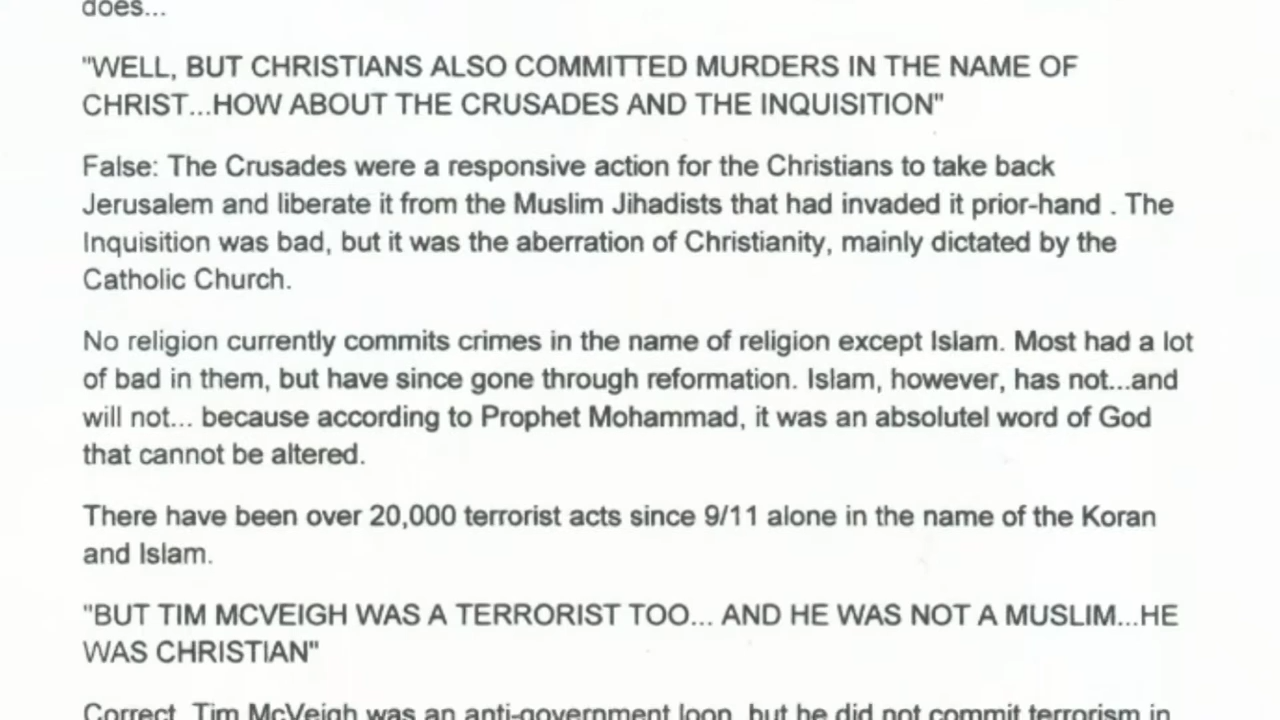 does...
"WELL, BUT CHRISTIANS ALSO COMMITTED MURDERS IN THE NAME OF
CHRIST...HOW ABOUT THE CRUSADES AND THE INQUISITION"
False: The Crusades were a responsive action for the Christians to take back
Jerusalem and liberate it from the Muslim Jihadists that had invaded it prior-hand . The
Inquisition was bad, but it was the aberration of Christianity, mainly dictated by the
Catholic Church.
No religion currently commits crimes in the name of religion except Islam. Most had a lot
of bad in them, but have since gone through reformation. Islam, however, has not...and
will not... because according to Prophet Mohammad, it was an absolutel word of God
that cannot be altered.
There have been over 20,000 terrorist acts since 9/11 alone in the name of the Koran
and Islam.
"BUT TIM MCVEIGH WAS A TERRORIST TOO... AND HE WAS NOT A MUSLIM...HE
WAS CHRISTIAN"
Correct. Tim McVeigh was an anti-government loon, but he did not commit terrorism in